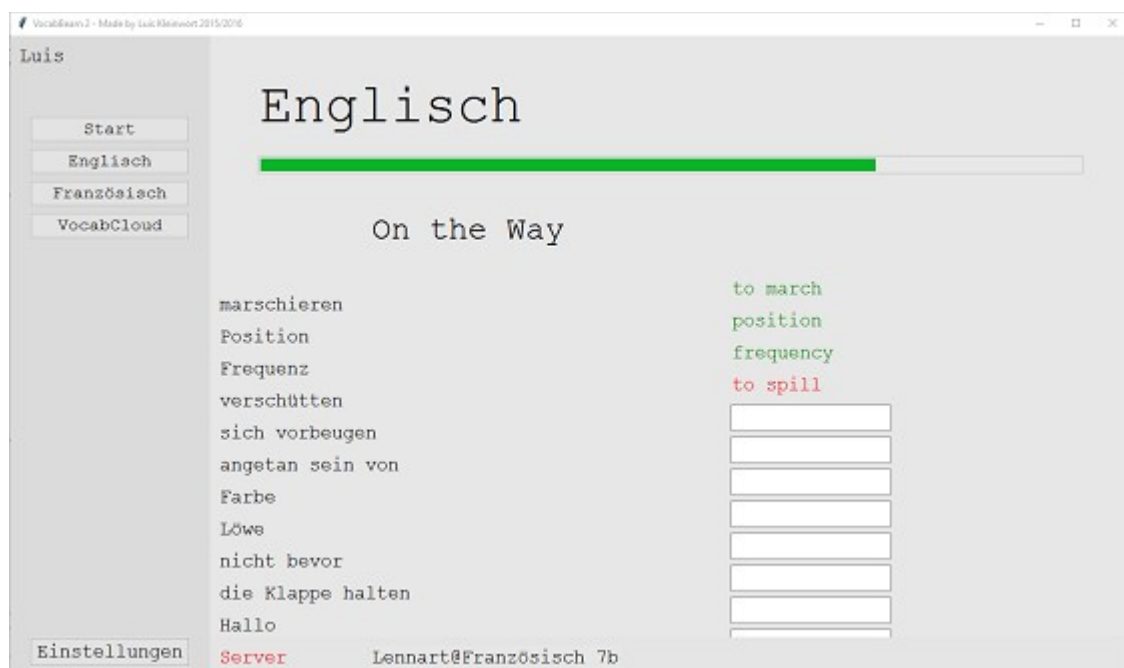 VocabBeam 2 - Made by Luis Kleinwort 2015/2016
Luis
Start
Englisch
Französisch
VocabCloud
Einstellungen
Englisch
On the Way
marschieren
to march
Position
position
Frequenz
frequency
verschütten
to spill
sich vorbeugen
angetan sein von
Farbe
Löwe
nicht bevor
die Klappe halten
Hallo
Server
Lennart@Französisch 7b